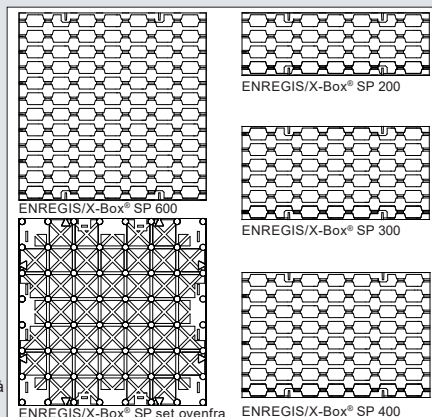 ENREGIS/X-Box® SP 600
ENREGIS/X-Box® SP set ovenfra
ENREGIS/X-Box® SP 200
ENREGIS/X-Box® SP 300
ENREGIS/X-Box® SP 400